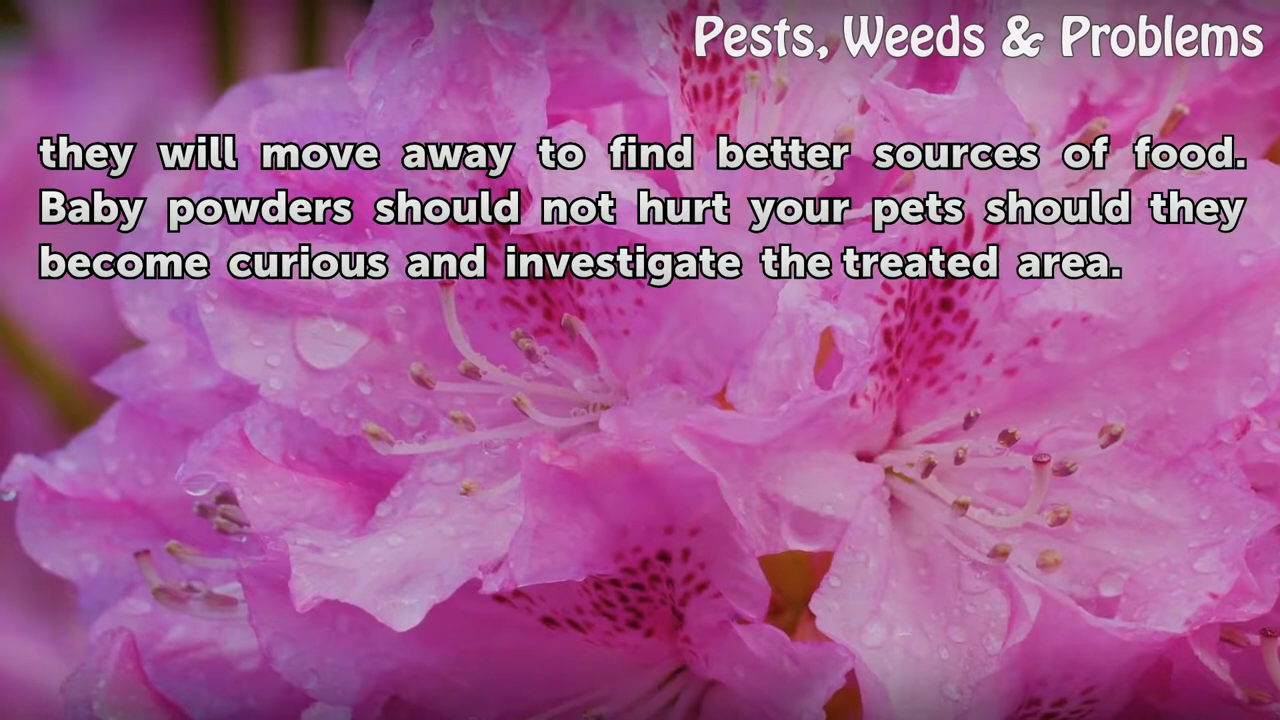 Pests, Weeds & Problems
they will move away to find better sources of food.
Baby powders should not hurt your pets should they
become curious and investigate the treated area.